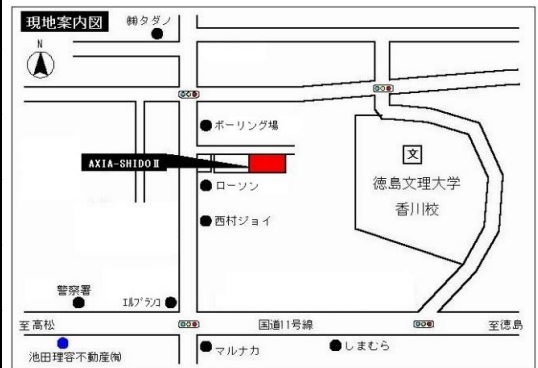 現地案内図
㈱タダノ
N
ボーリング場
AXIA-SHIDOⅡ
文
徳島文理大学
香川校
ローソン
西村ジョイ
警察署
エルブランコ
至高松
国道11号線
至徳島
池田理容不動産㈲
マルナカ
しまむら